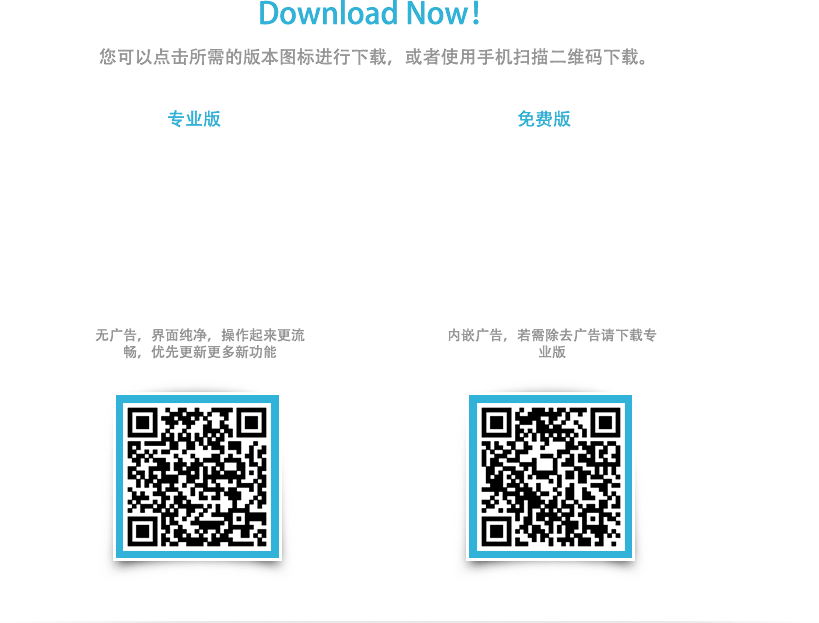 Download Now!
您可以点击所需的版本图标进行下载，或者使用手机扫描二维码下载。
专业版
免费版
无广告，界面纯净，操作起来更流
畅，优先更新更多新功能
内嵌广告，若需除去广告请下载专
业版